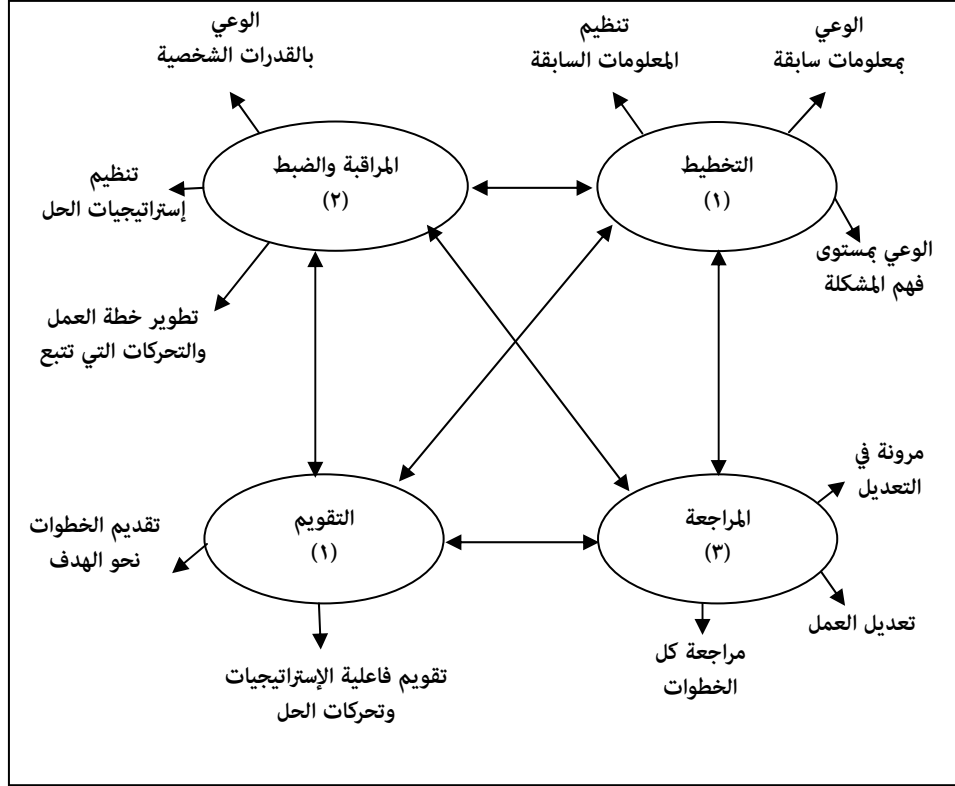 الوعي
بمعلومات سابقة
تنظيم
المعلومات السابقة
الوعي
بالقدرات الشخصية
التخطيط
(١)
المراقبة والضبط
(٢)
تنظيم
إستراتيجيات الحل
الوعي بمستوى
فهم المشكلة
تطوير خطة العمل
والتحركات التي تتبع
مرونة في
التعديل
المراجعة
(٣)
التقويم
(١)
تقديم الخطوات
نحو الهدف
تعديل العمل
مراجعة كل
الخطوات
تقويم فاعلية الإستراتيجيات
وتحركات الحل